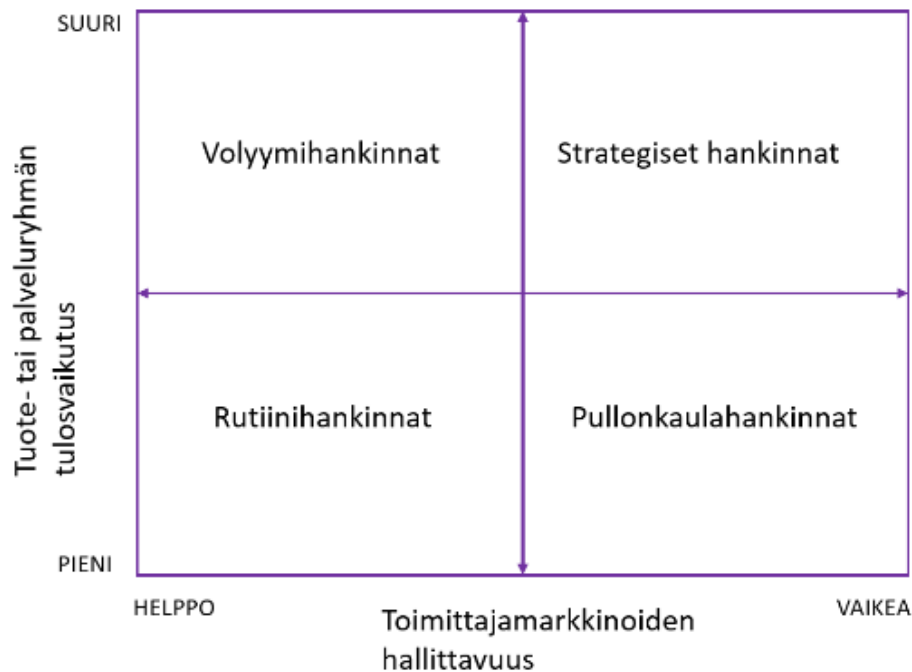 SUURI
Volyymihankinnat
Strategiset hankinnat
Tuote- tai palveluryhmän
tulosvaikutus
Rutiinihankinnat
Pullonkaulahankinnat
PIENI
HELPPO
VAIKEA
Toimittajamarkkinoiden
hallittavuus